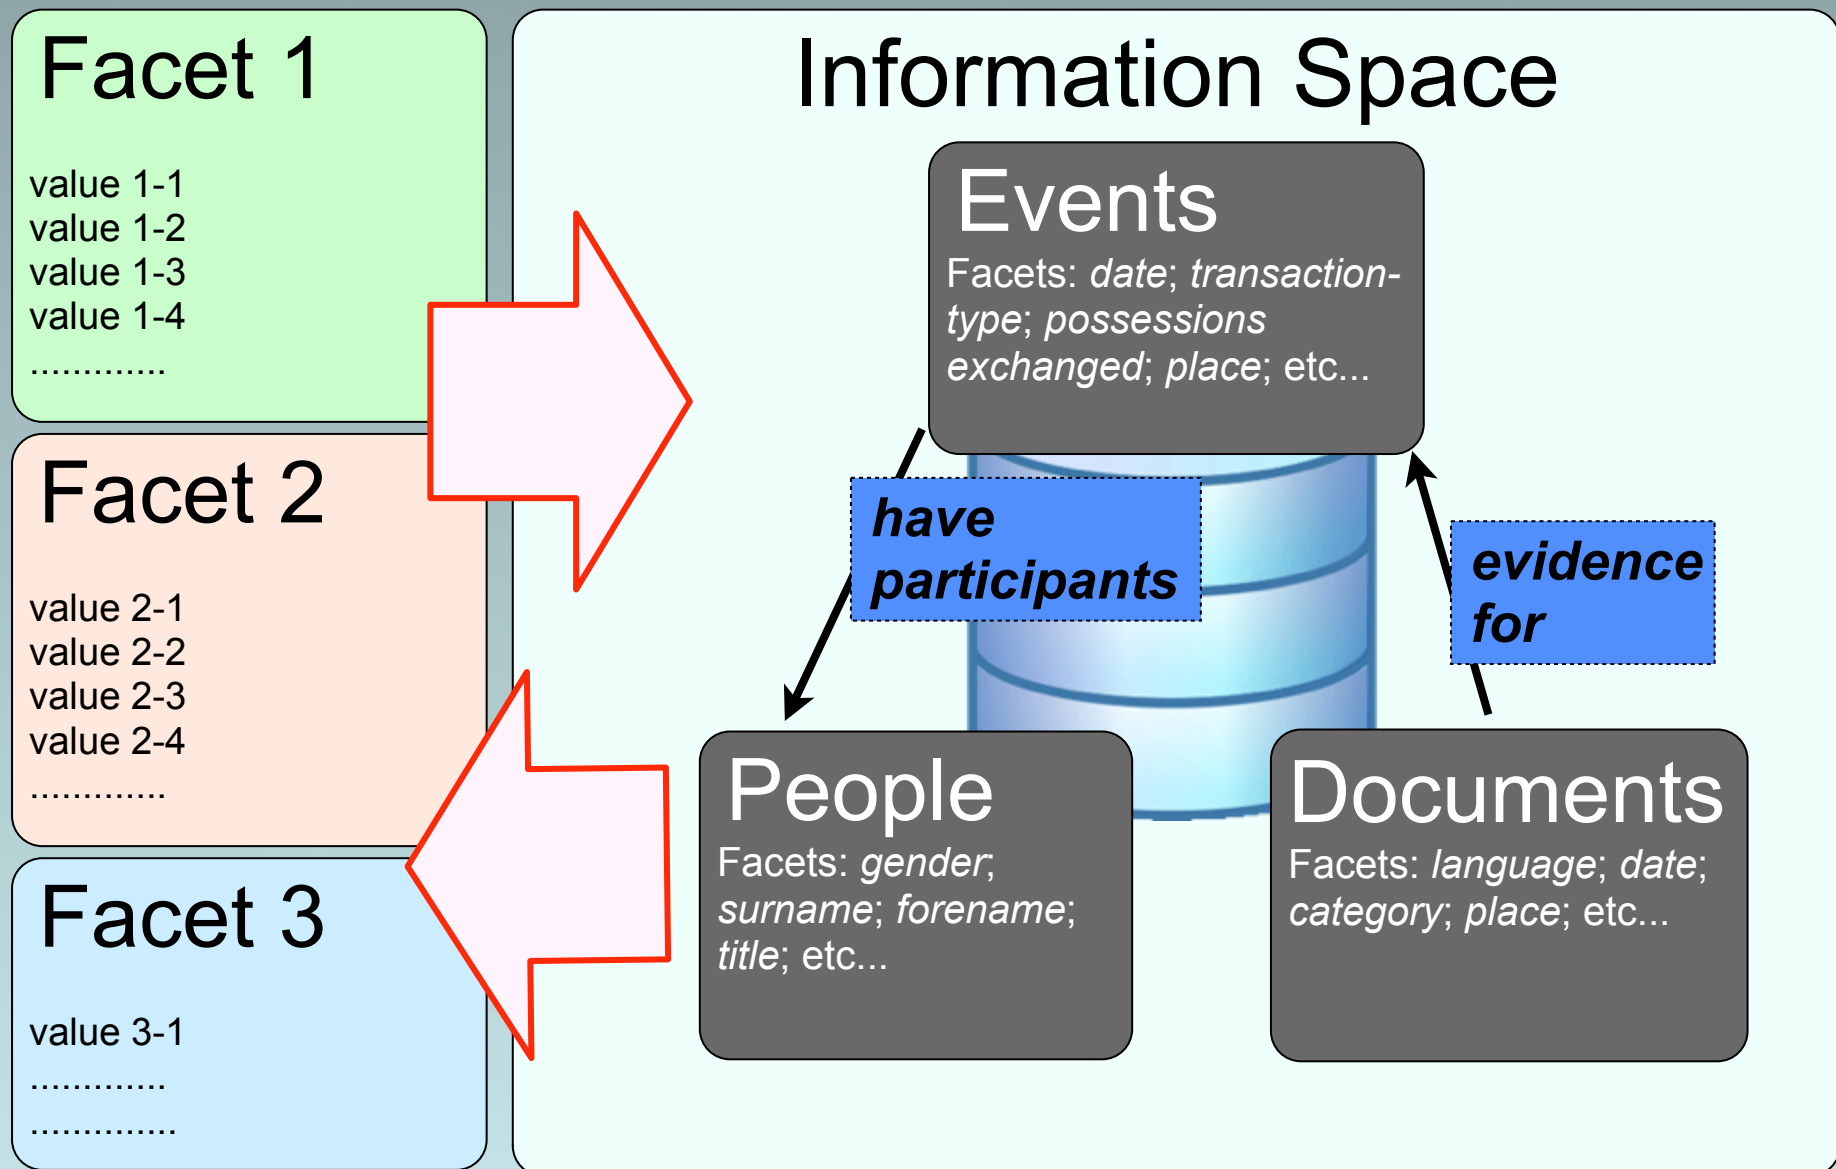 Facet 1
value 1-1
value 1-2
value 1-3
value 1-4
.............
Facet 2
value 2-1
value 2-2
value 2-3
value 2-4
.............
Facet 3
value 3-1
.............
..............
Information Space
Events
Facets: date; transaction-
type; possessions
exchanged; place; etc...
have
participants
evidence
for
People
Facets: gender;
surname; forename;
title; etc...
Documents
Facets: language; date;
category; place; etc...